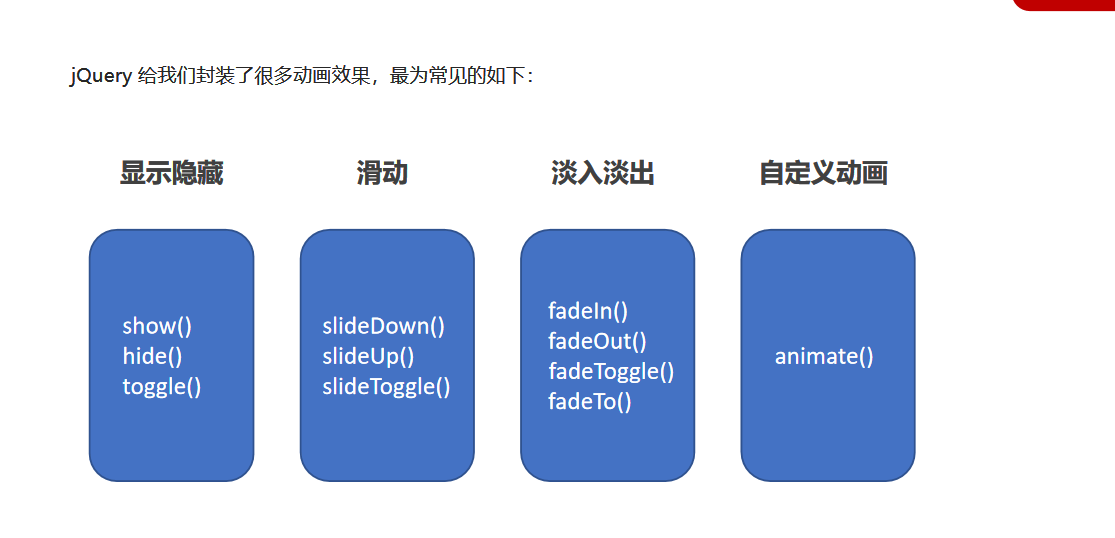 jQuery 给我们封装了很多动画效果，最为常见的如下：
显示隐藏
滑动
淡入淡出
自定义动画
show()
hide()
toggle()
slideDown()
slideUp()
slideToggle()
fadeIn()
fadeOut()
fadeToggle()
fadeTo()
animate()